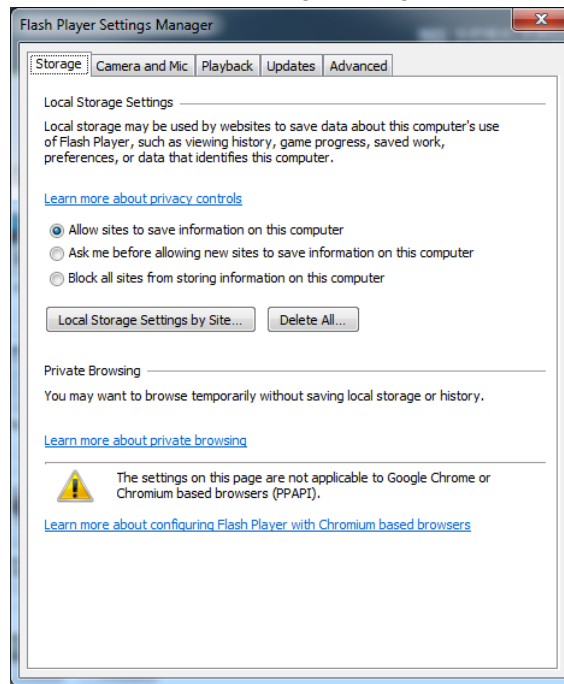 Flash Player Settings Manager
Storage Camera and Mic Playback Updates Advanced
Local Storage Settings
Local storage may be used by websites to save data about this computer's use
of Flash Player, such as viewing history, game progress, saved work,
preferences, or data that identifies this computer.
Learn more about privacy controls
Allow sites to save information on this computer
Ask me before allowing new sites to save information on this computer
Block all sites from storing information on this computer
Local Storage Settings by Site... Delete All...
Private Browsing
You may want to browse temporarily without saving local storage or history.
Learn more about private browsing
The settings on this page are not applicable to Google Chrome or
Chromium based browsers (PPAPI).
Learn more about configuring Flash Player with Chromium based browsers